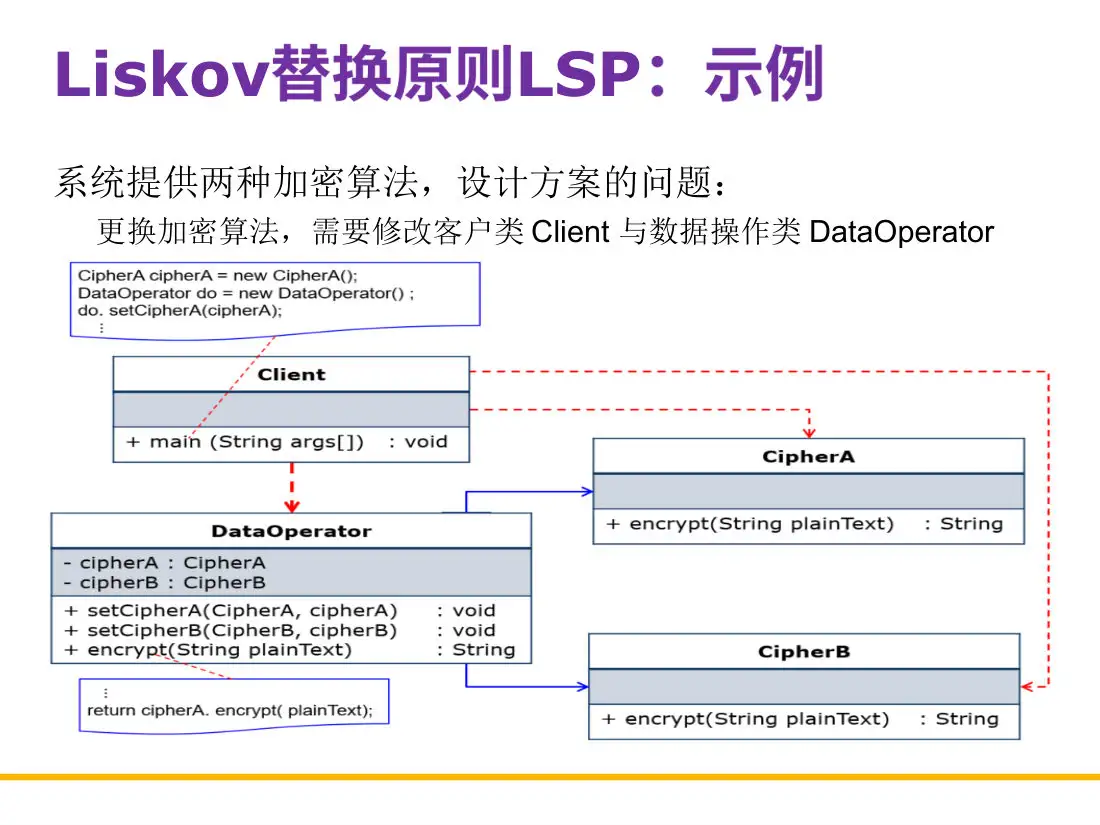 Liskov替换原则LSP：示例
系统提供两种加密算法，设计方案的问题：
更换加密算法，需要修改客户类 Client 与数据操作类 DataOperator
CipherA cipherA = new CipherA();
DataOperator do = new DataOperator() ;
do. setCipherA(cipherA);
⋮
Client
+ main (String args[]) : void
CipherA
+ encrypt(String plainText) : String
DataOperator
- cipherA : CipherA
- cipherB : CipherB
+ setCipherA(CipherA, cipherA) : void
+ setCipherB(CipherB, cipherB) : void
+ encrypt(String plainText) : String
CipherB
+ encrypt(String plainText) : String
⋮
return cipherA. encrypt( plainText);